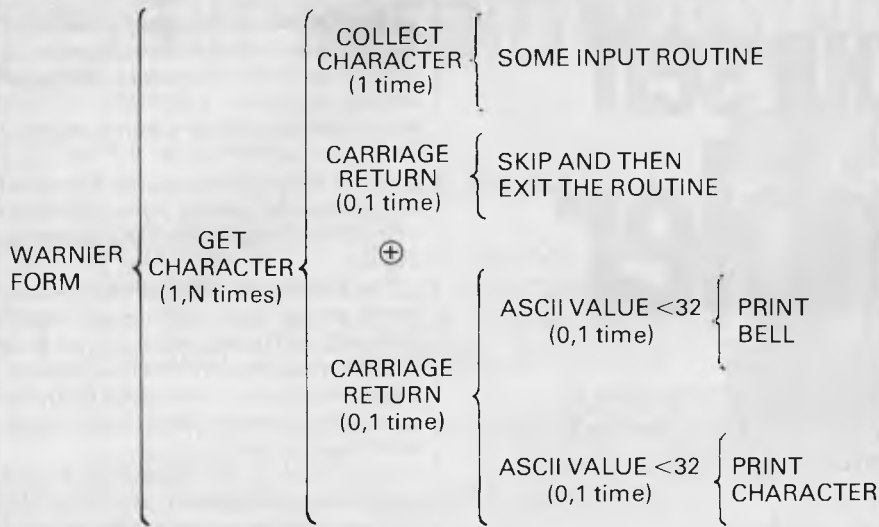 WARNIER
FORM
GET
CHARACTER
(1,N times)
COLLECT
CHARACTER
(1 time)
SOME INPUT ROUTINE
CARRIAGE
RETURN
(0,1 time)
SKIP AND THEN
EXIT THE ROUTINE
⊕
CARRIAGE
RETURN
(0,1 time)
ASCII VALUE <32
(0,1 time)
PRINT
BELL
ASCII VALUE <32
(0,1 time)
PRINT
CHARACTER